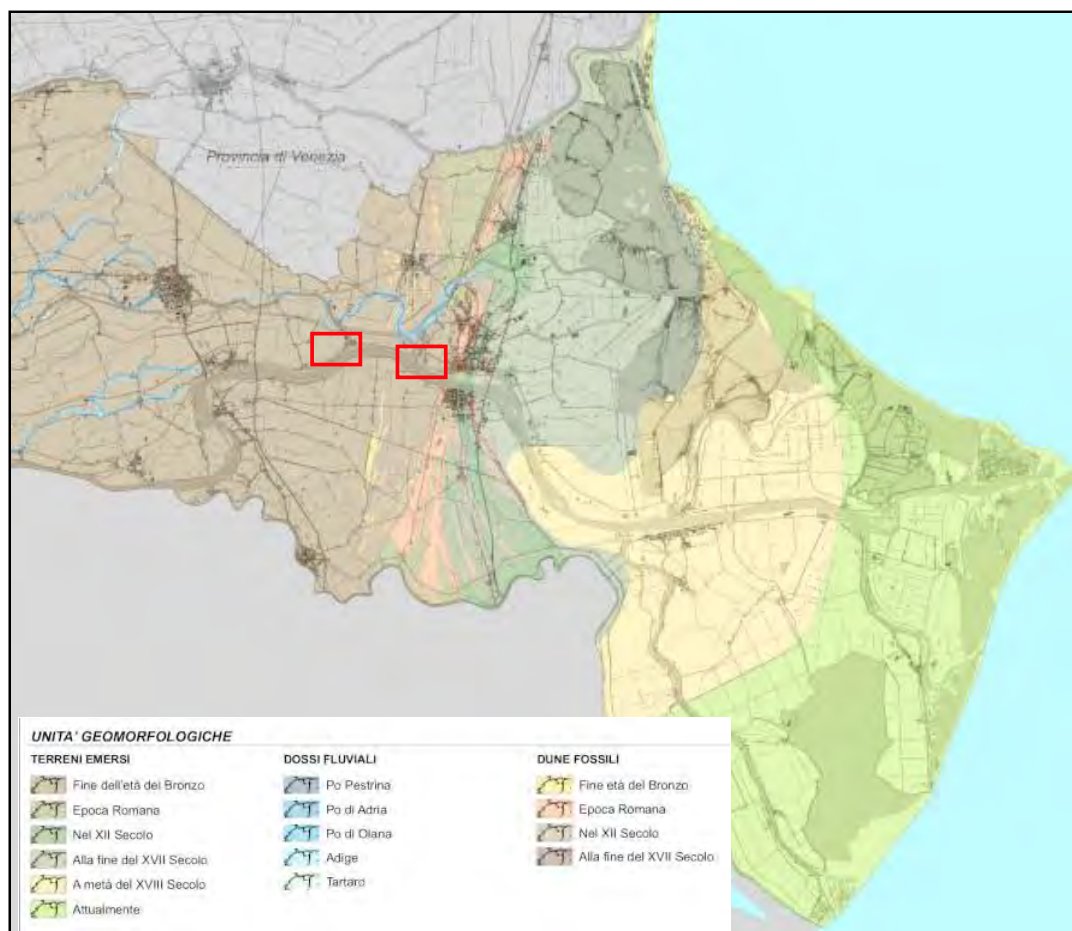 Provincia di Venezia
UNITA' GEOMORFOLOGICHE
TERRENI EMERSI
Fine dell'età del Bronzo
Epoca Romana
Nel XII Secolo
Alla fine del XVII Secolo
A metà del XVIII Secolo
Attualmente
DOSSI FLUVIALI
Po Pestrina
Po di Adria
Po di Olana
Adige
Tartaro
DUNE FOSSILI
Fine età del Bronzo
Epoca Romana
Nel XII Secolo
Alla fine del XVII Secolo